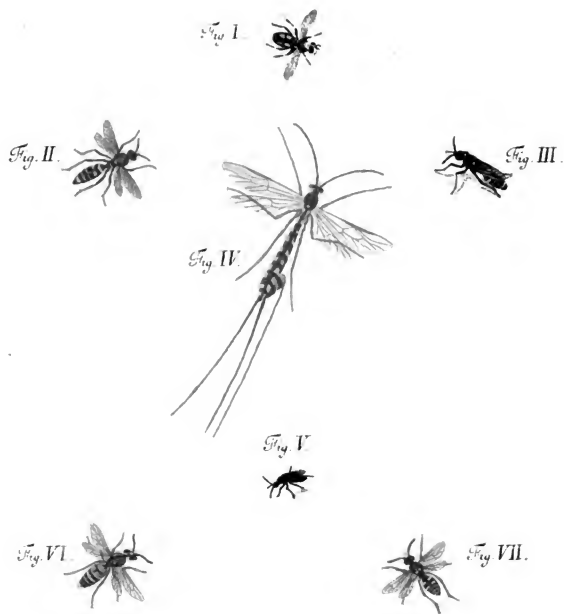 Fig I.
Fig. II.
Fig. III.
Fig. IV.
Fig. V.
Fig. VI.
Fig. VII.